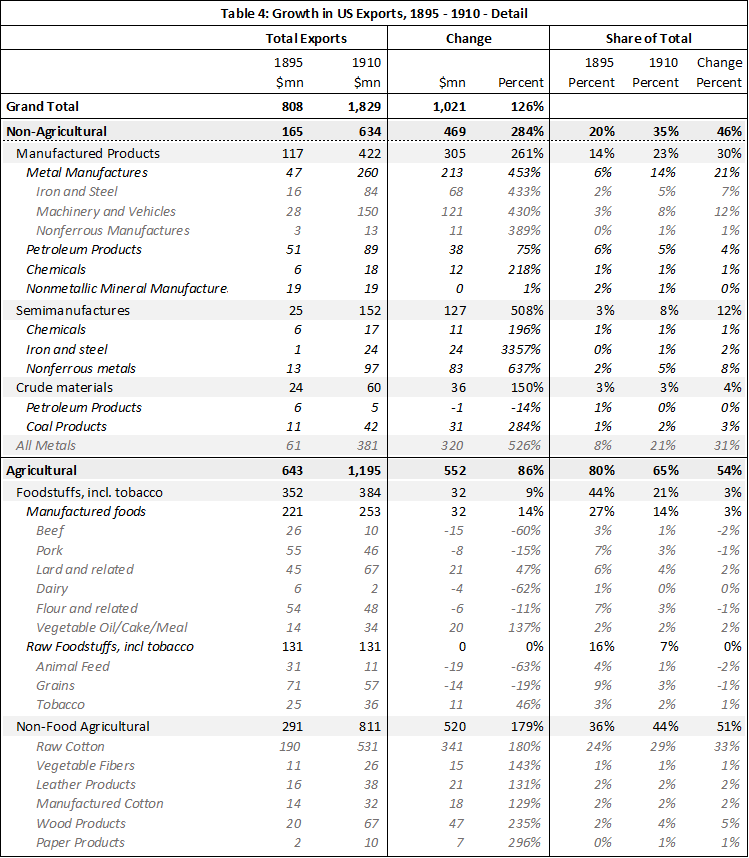 Table 4: Growth in US Exports, 1895 - 1910 - Detail
Total Exports Change Share of Total
1895 1910 1895 1910 Change
$mn $mn $mn Percent Percent Percent Percent
Grand Total 808 1,829 1,021 126%
Non-Agricultural 165 634 469 284% 20% 35% 46%
Manufactured Products 117 422 305 261% 14% 23% 30%
Metal Manufactures 47 260 213 453% 6% 14% 21%
Iron and Steel 16 84 68 433% 2% 5% 7%
Machinery and Vehicles 28 150 121 430% 3% 8% 12%
Nonferrous Manufactures 3 13 11 389% 0% 1% 1%
Petroleum Products 51 89 38 75% 6% 5% 4%
Chemicals 6 18 12 218% 1% 1% 1%
Nonmetallic Mineral Manufacture 19 19 0 1% 2% 1% 0%
Semimanufactures 25 152 127 508% 3% 8% 12%
Chemicals 6 17 11 196% 1% 1% 1%
Iron and steel 1 24 24 3357% 0% 1% 2%
Nonferrous metals 13 97 83 637% 2% 5% 8%
Crude materials 24 60 36 150% 3% 3% 4%
Petroleum Products 6 5 -1 -14% 1% 0% 0%
Coal Products 11 42 31 284% 1% 2% 3%
All Metals 61 381 320 526% 8% 21% 31%
Agricultural 643 1,195 552 86% 80% 65% 54%
Foodstuffs, incl. tobacco 352 384 32 9% 44% 21% 3%
Manufactured foods 221 253 32 14% 27% 14% 3%
Beef 26 10 -15 -60% 3% 1% -2%
Pork 55 46 -8 -15% 7% 3% -1%
Lard and related 45 67 21 47% 6% 4% 2%
Dairy 6 2 -4 -62% 1% 0% 0%
Flour and related 54 48 -6 -11% 7% 3% -1%
Vegetable Oil/Cake/Meal 14 34 20 137% 2% 2% 2%
Raw Foodstuffs, incl tobacco 131 131 0 0% 16% 7% 0%
Animal Feed 31 11 -19 -63% 4% 1% -2%
Grains 71 57 -14 -19% 9% 3% -1%
Tobacco 25 36 11 46% 3% 2% 1%
Non-Food Agricultural 291 811 520 179% 36% 44% 51%
Raw Cotton 190 531 341 180% 24% 29% 33%
Vegetable Fibers 11 26 15 143% 1% 1% 1%
Leather Products 16 38 21 131% 2% 2% 2%
Manufactured Cotton 14 32 18 129% 2% 2% 2%
Wood Products 20 67 47 235% 2% 4% 5%
Paper Products 2 10 7 296% 0% 1% 1%